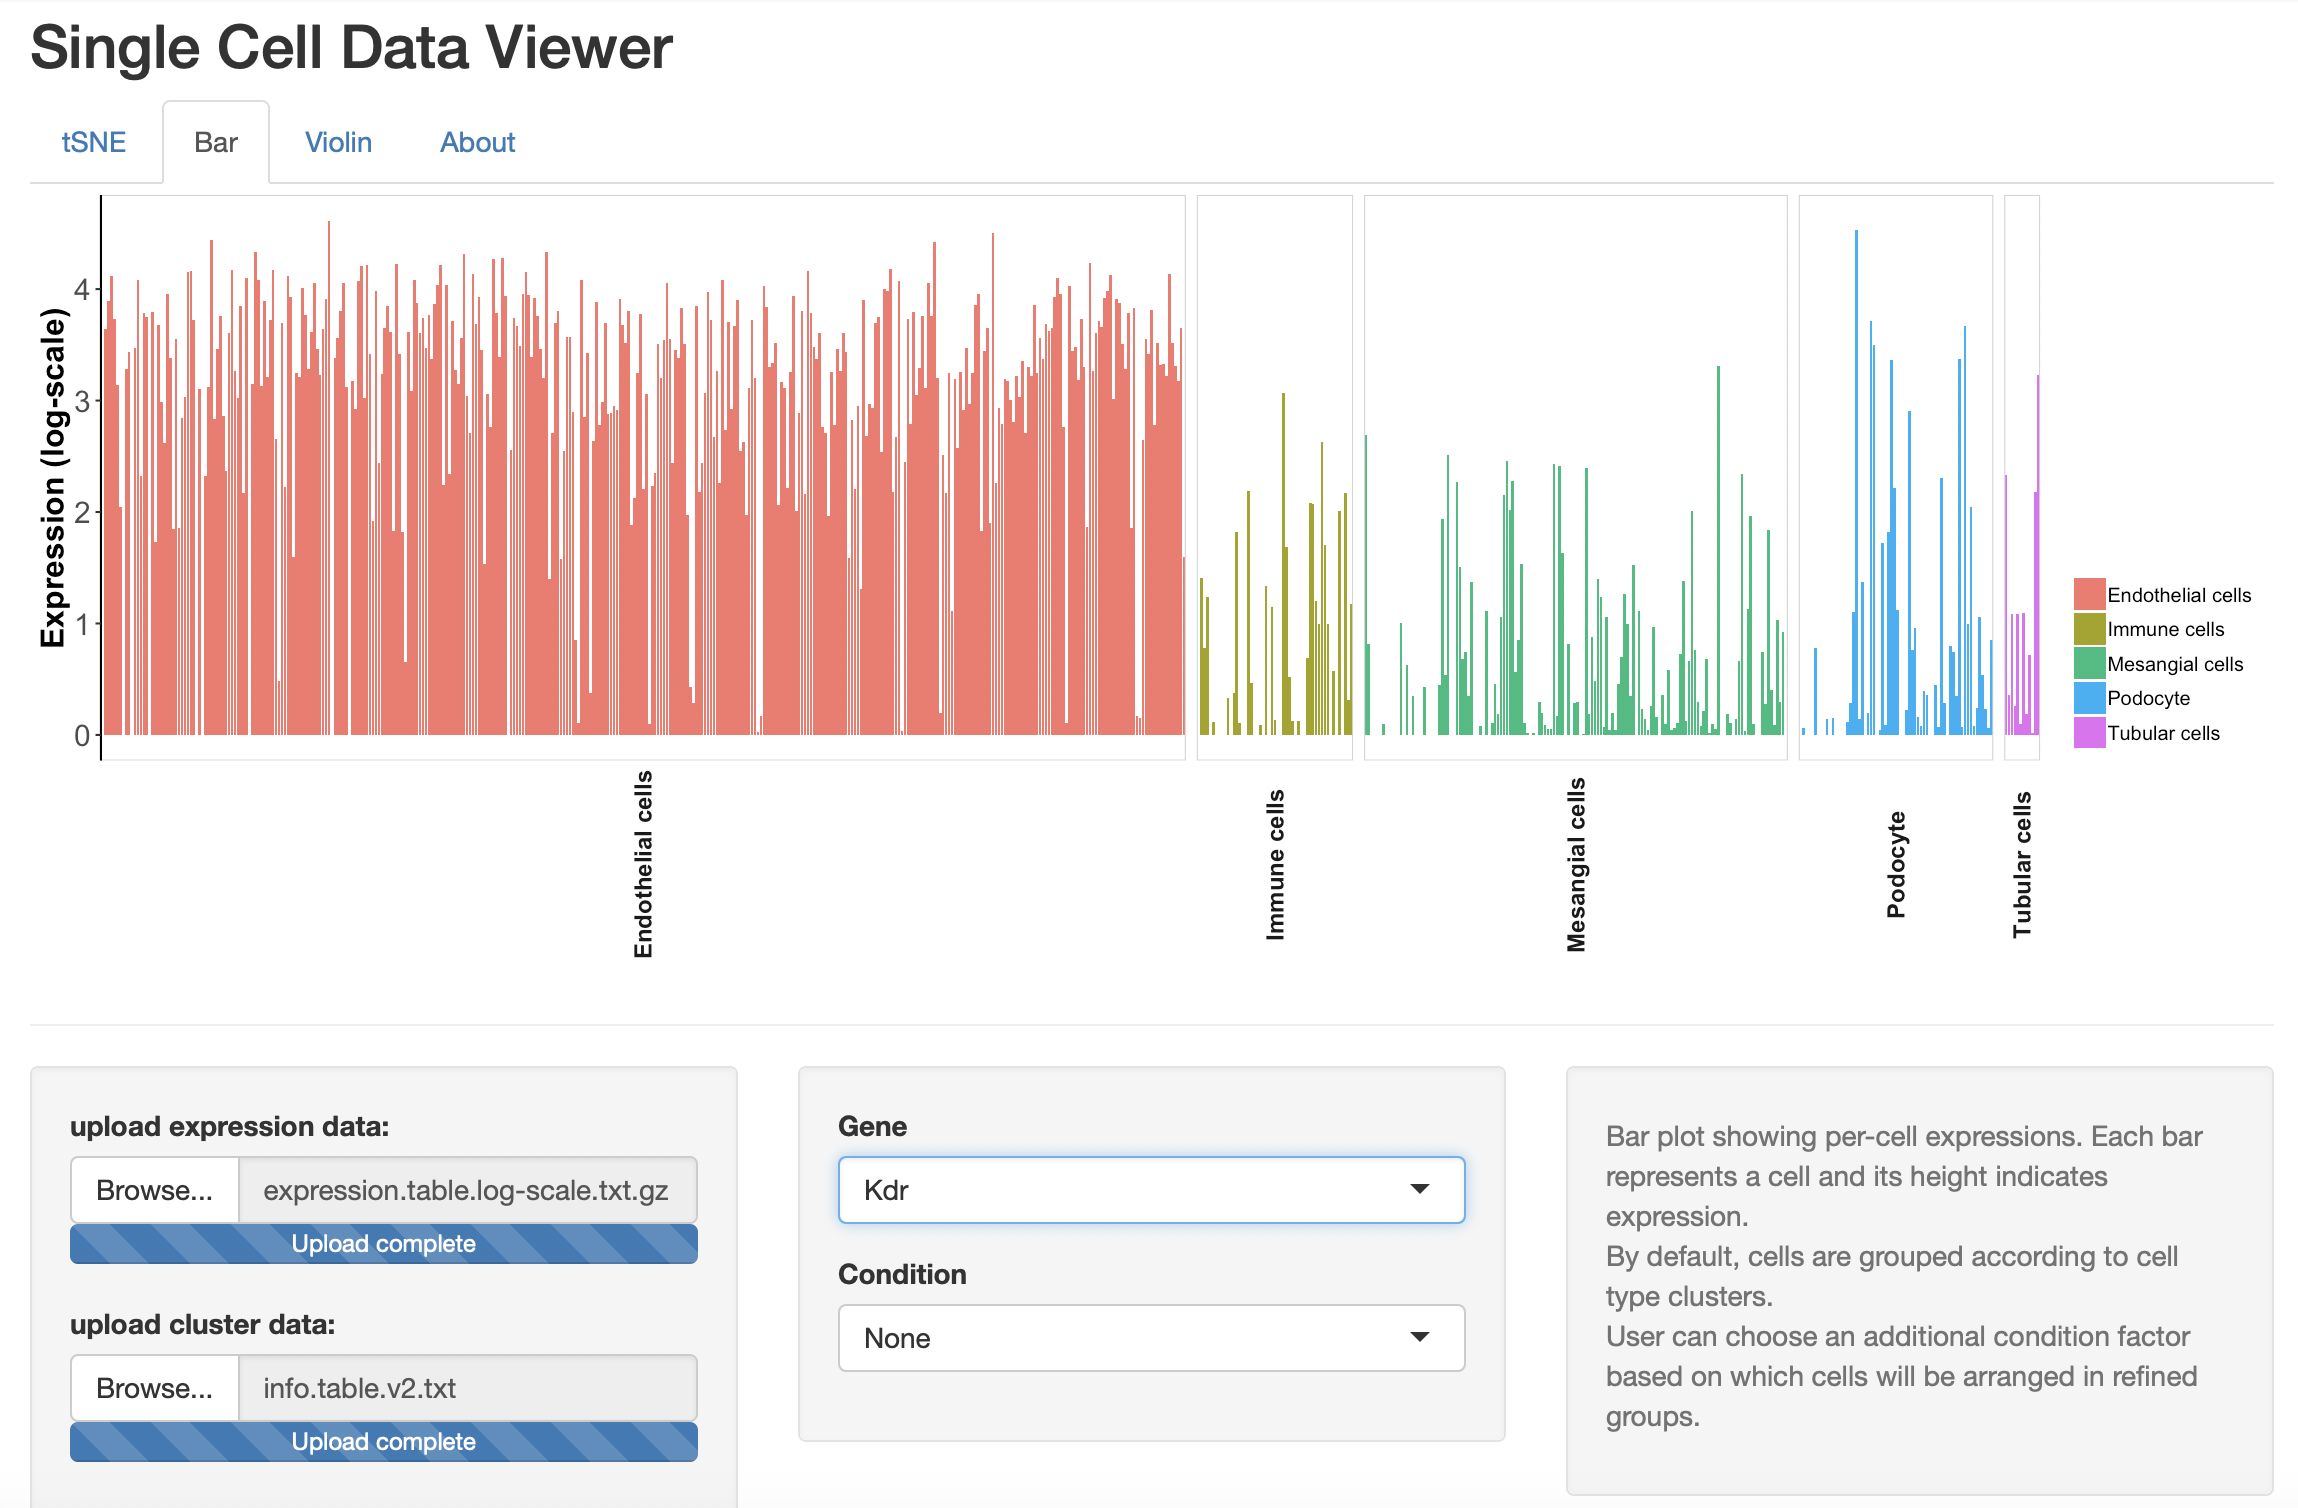 Single Cell Data Viewer
tSNE Bar Violin About
Expression (log-scale)
4
3
2
1
0
Endothelial cells
Immune cells
Mesangial cells
Podocyte
Tubular cells
Endothelial cells
Immune cells
Mesangial cells
Podocyte
Tubular cells
upload expression data:
Browse... expression.table.log-scale.txt.gz
Upload complete
upload cluster data:
Browse... info.table.v2.txt
Upload complete
Gene
Kdr
Condition
None
Bar plot showing per-cell expressions. Each bar
represents a cell and its height indicates
expression.
By default, cells are grouped according to cell
type clusters.
User can choose an additional condition factor
based on which cells will be arranged in refined
groups.